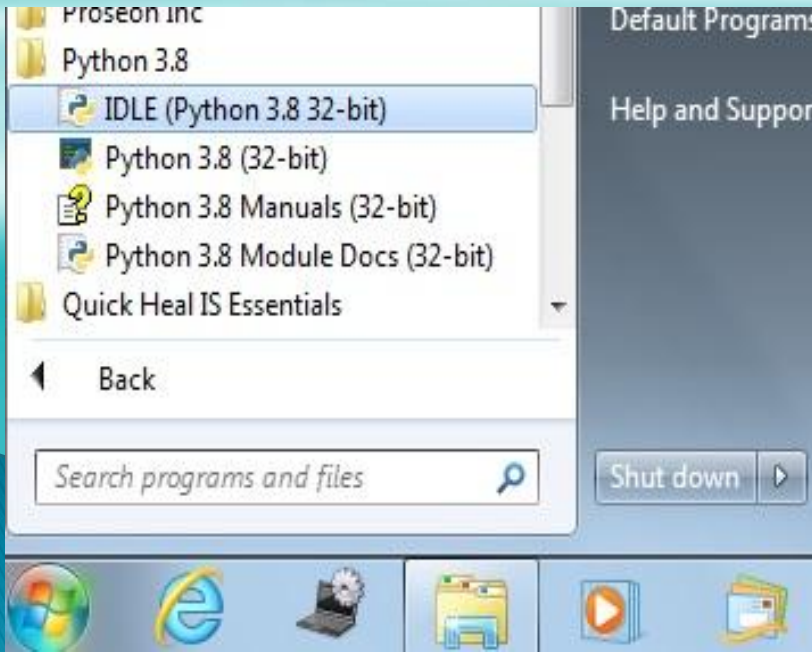 Proseon Inc
Python 3.8
IDLE (Python 3.8 32-bit)
Python 3.8 (32-bit)
Python 3.8 Manuals (32-bit)
Python 3.8 Module Docs (32-bit)
Quick Heal IS Essentials
Back
Search programs and files
Default Programs
Help and Suppor
Shut down